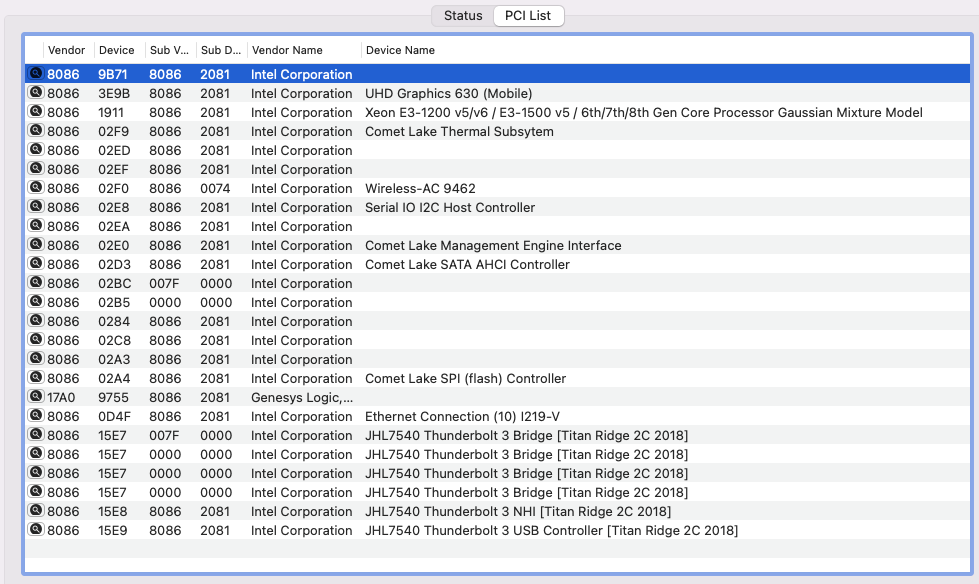 Status PCI List
Vendor Device Sub V... Sub D... Vendor Name Device Name
8086 9B71 8086 2081 Intel Corporation
8086 3E9B 8086 2081 Intel Corporation UHD Graphics 630 (Mobile)
8086 1911 8086 2081 Intel Corporation Xeon E3-1200 v5/v6 / E3-1500 v5 / 6th/7th/8th Gen Core Processor Gaussian Mixture Model
8086 02F9 8086 2081 Intel Corporation Comet Lake Thermal Subsytem
8086 02ED 8086 2081 Intel Corporation
8086 02EF 8086 2081 Intel Corporation
8086 02F0 8086 0074 Intel Corporation Wireless-AC 9462
8086 02E8 8086 2081 Intel Corporation Serial IO I2C Host Controller
8086 02EA 8086 2081 Intel Corporation
8086 02E0 8086 2081 Intel Corporation Comet Lake Management Engine Interface
8086 02D3 8086 2081 Intel Corporation Comet Lake SATA AHCI Controller
8086 02BC 007F 0000 Intel Corporation
8086 02B5 0000 0000 Intel Corporation
8086 0284 8086 2081 Intel Corporation
8086 02C8 8086 2081 Intel Corporation
8086 02A3 8086 2081 Intel Corporation
8086 02A4 8086 2081 Intel Corporation Comet Lake SPI (flash) Controller
17A0 9755 8086 2081 Genesys Logic,...
8086 0D4F 8086 2081 Intel Corporation Ethernet Connection (10) I219-V
8086 15E7 007F 0000 Intel Corporation JHL7540 Thunderbolt 3 Bridge [Titan Ridge 2C 2018]
8086 15E7 0000 0000 Intel Corporation JHL7540 Thunderbolt 3 Bridge [Titan Ridge 2C 2018]
8086 15E7 0000 0000 Intel Corporation JHL7540 Thunderbolt 3 Bridge [Titan Ridge 2C 2018]
8086 15E7 0000 0000 Intel Corporation JHL7540 Thunderbolt 3 Bridge [Titan Ridge 2C 2018]
8086 15E8 8086 2081 Intel Corporation JHL7540 Thunderbolt 3 NHI [Titan Ridge 2C 2018]
8086 15E9 8086 2081 Intel Corporation JHL7540 Thunderbolt 3 USB Controller [Titan Ridge 2C 2018]